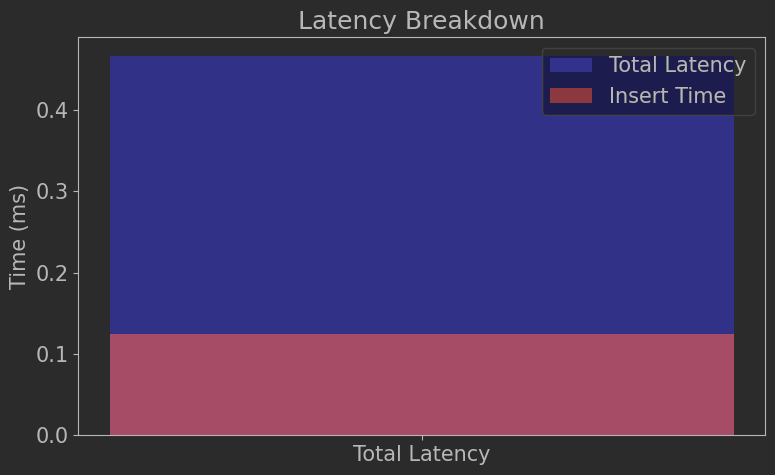 Latency Breakdown
Total Latency
Insert Time
Time (ms)
0.4
0.3
0.2
0.1
0.0
Total Latency